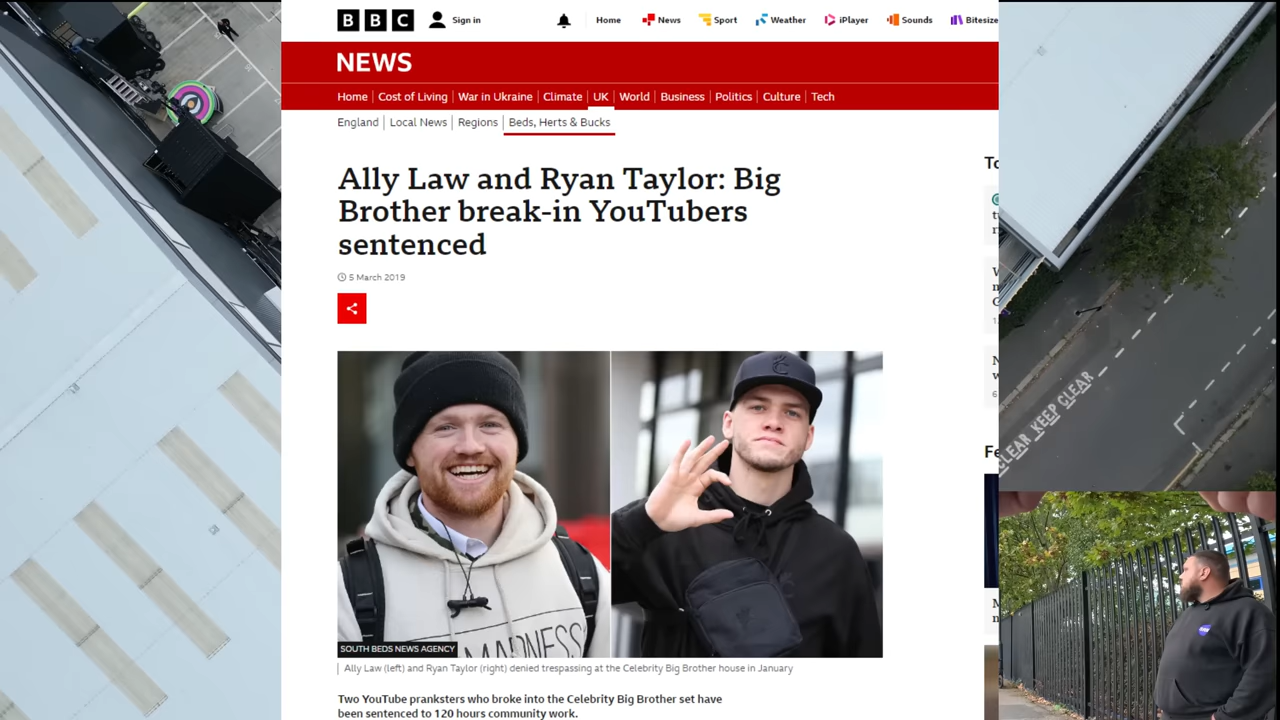 BBC Sign in Home News Sport Weather iPlayer Sounds Bitesize
NEWS
Home Cost of Living War in Ukraine Climate UK World Business Politics Culture Tech
England Local News Regions Beds, Herts & Bucks
Ally Law and Ryan Taylor: Big
Brother break-in YouTubers
sentenced
5 March 2019
MADNESS
SOUTH BEDS NEWS AGENCY
Ally Law (left) and Ryan Taylor (right) denied trespassing at the Celebrity Big Brother house in January
Two YouTube pranksters who broke into the Celebrity Big Brother set have
been sentenced to 120 hours community work.
To
Fe
CLEAR KEEP CLEAR